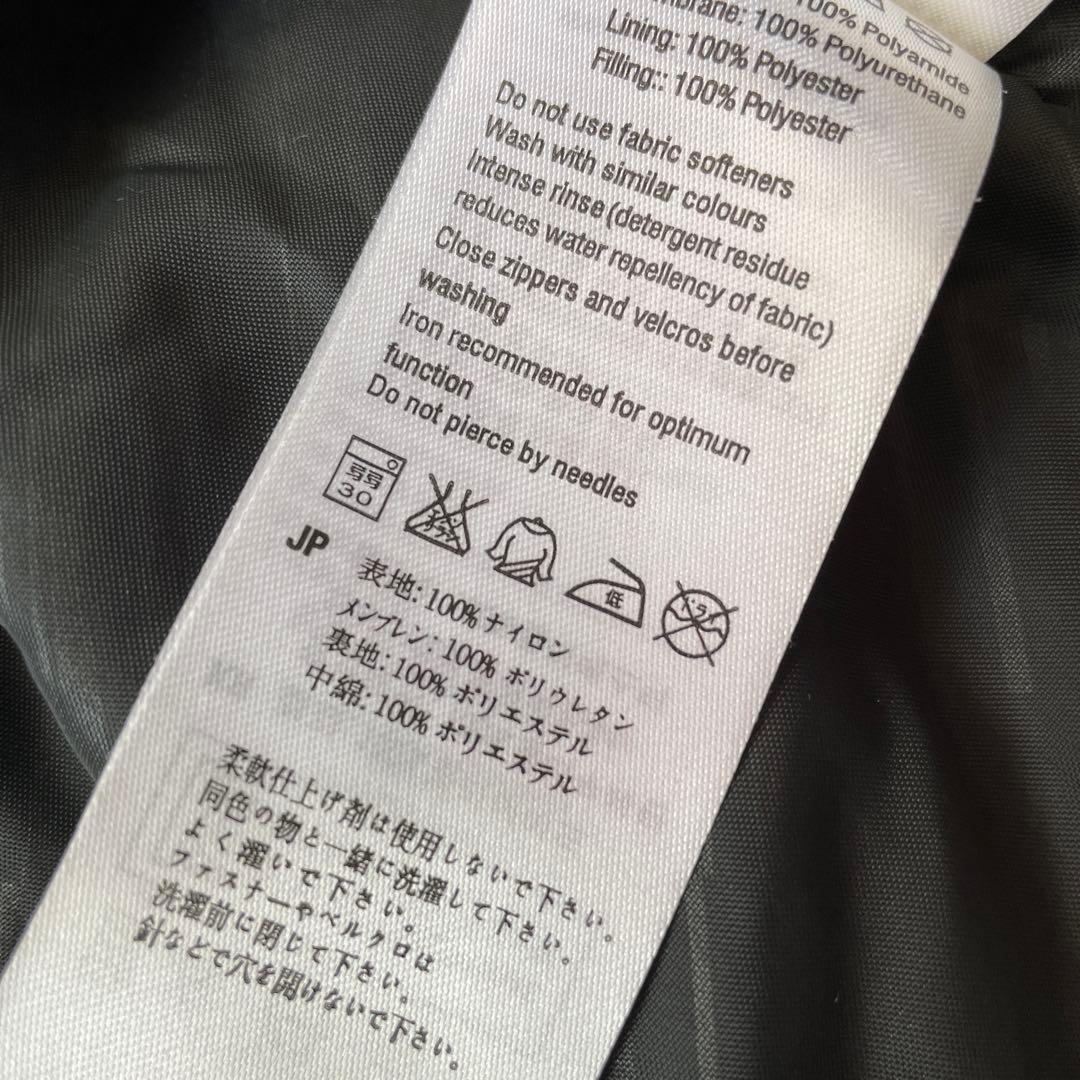 100% Polyamide
100% Polyurethane
Lining: 100% Polyester
Filling:: 100% Polyester
Do not use fabric softeners
Wash with similar colours
Intense rinse(detergent residue
reduces water repellency of fabric)
Close zippers and velcros before
washing
Iron recommended for optimum
function
Do not pierce by needles
弱弱
30
低
ドライ
JP
表地: 100% ナイロン
メンブレン: 100% ポリウレタン
裏地: 100% ポリエステル
中綿: 100% ポリエステル
柔軟仕上げ剤は使用しないで下さい。
同色の物と一緒に洗濯して下さい。
よく濯いで下さい。
ファスナーやベルクロは
洗濯前に閉じて下さい。
針などで穴を開けないで下さい。